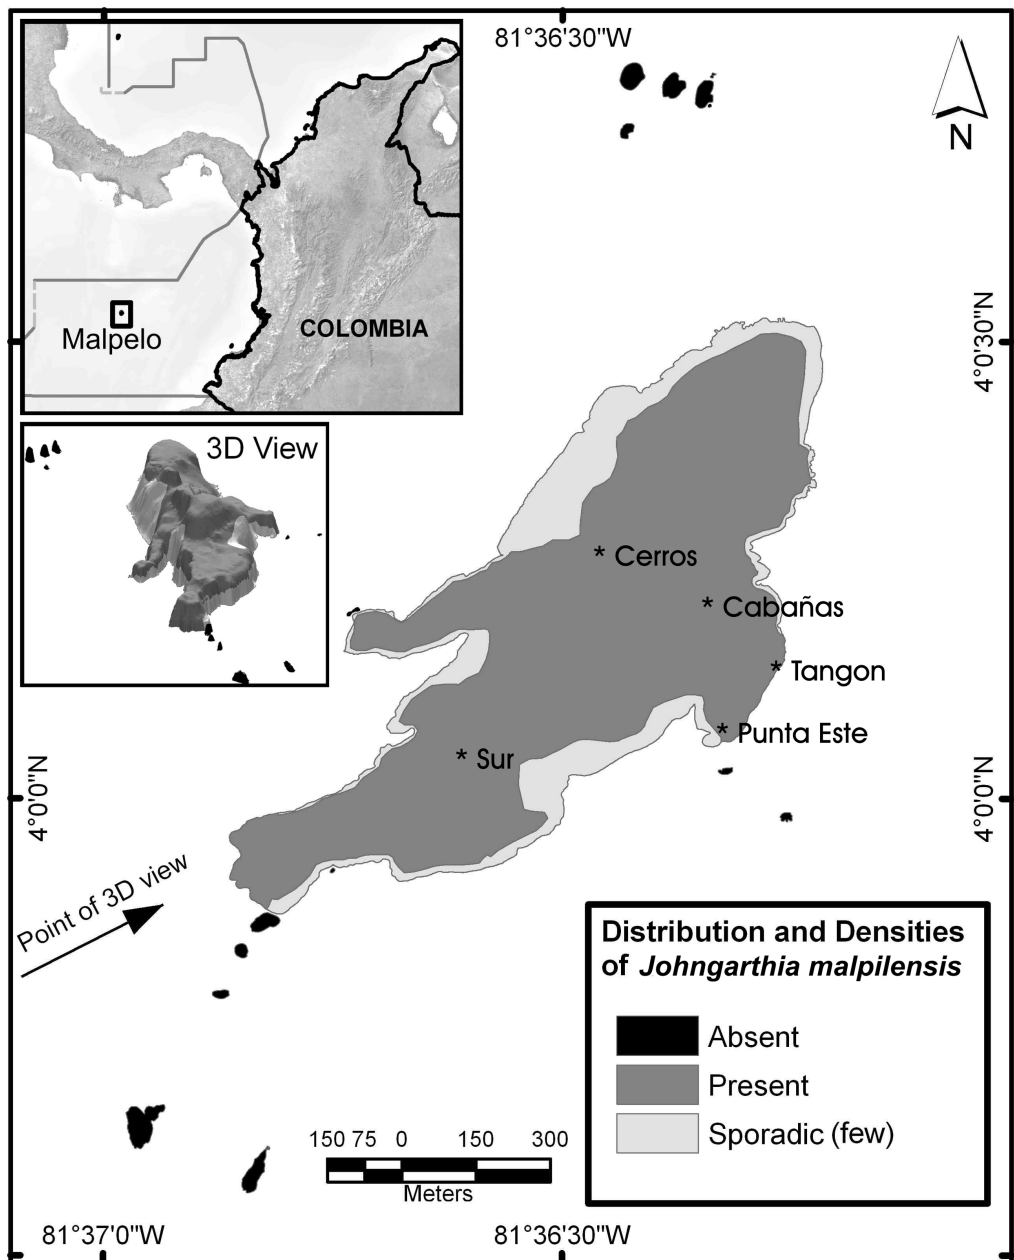 81°36'30"W
N
Malpelo
COLOMBIA
4°0'30"N
3D View
* Cerros
* Cabañas
* Tangon
* Punta Este
* Sur
4°0'0"N
4°0'0"N
Point of 3D view
Distribution and Densities
of Johngarthia malpilensis
Absent
Present
Sporadic (few)
150 75 0 150 300
Meters
81°37'0"W
81°36'30"W